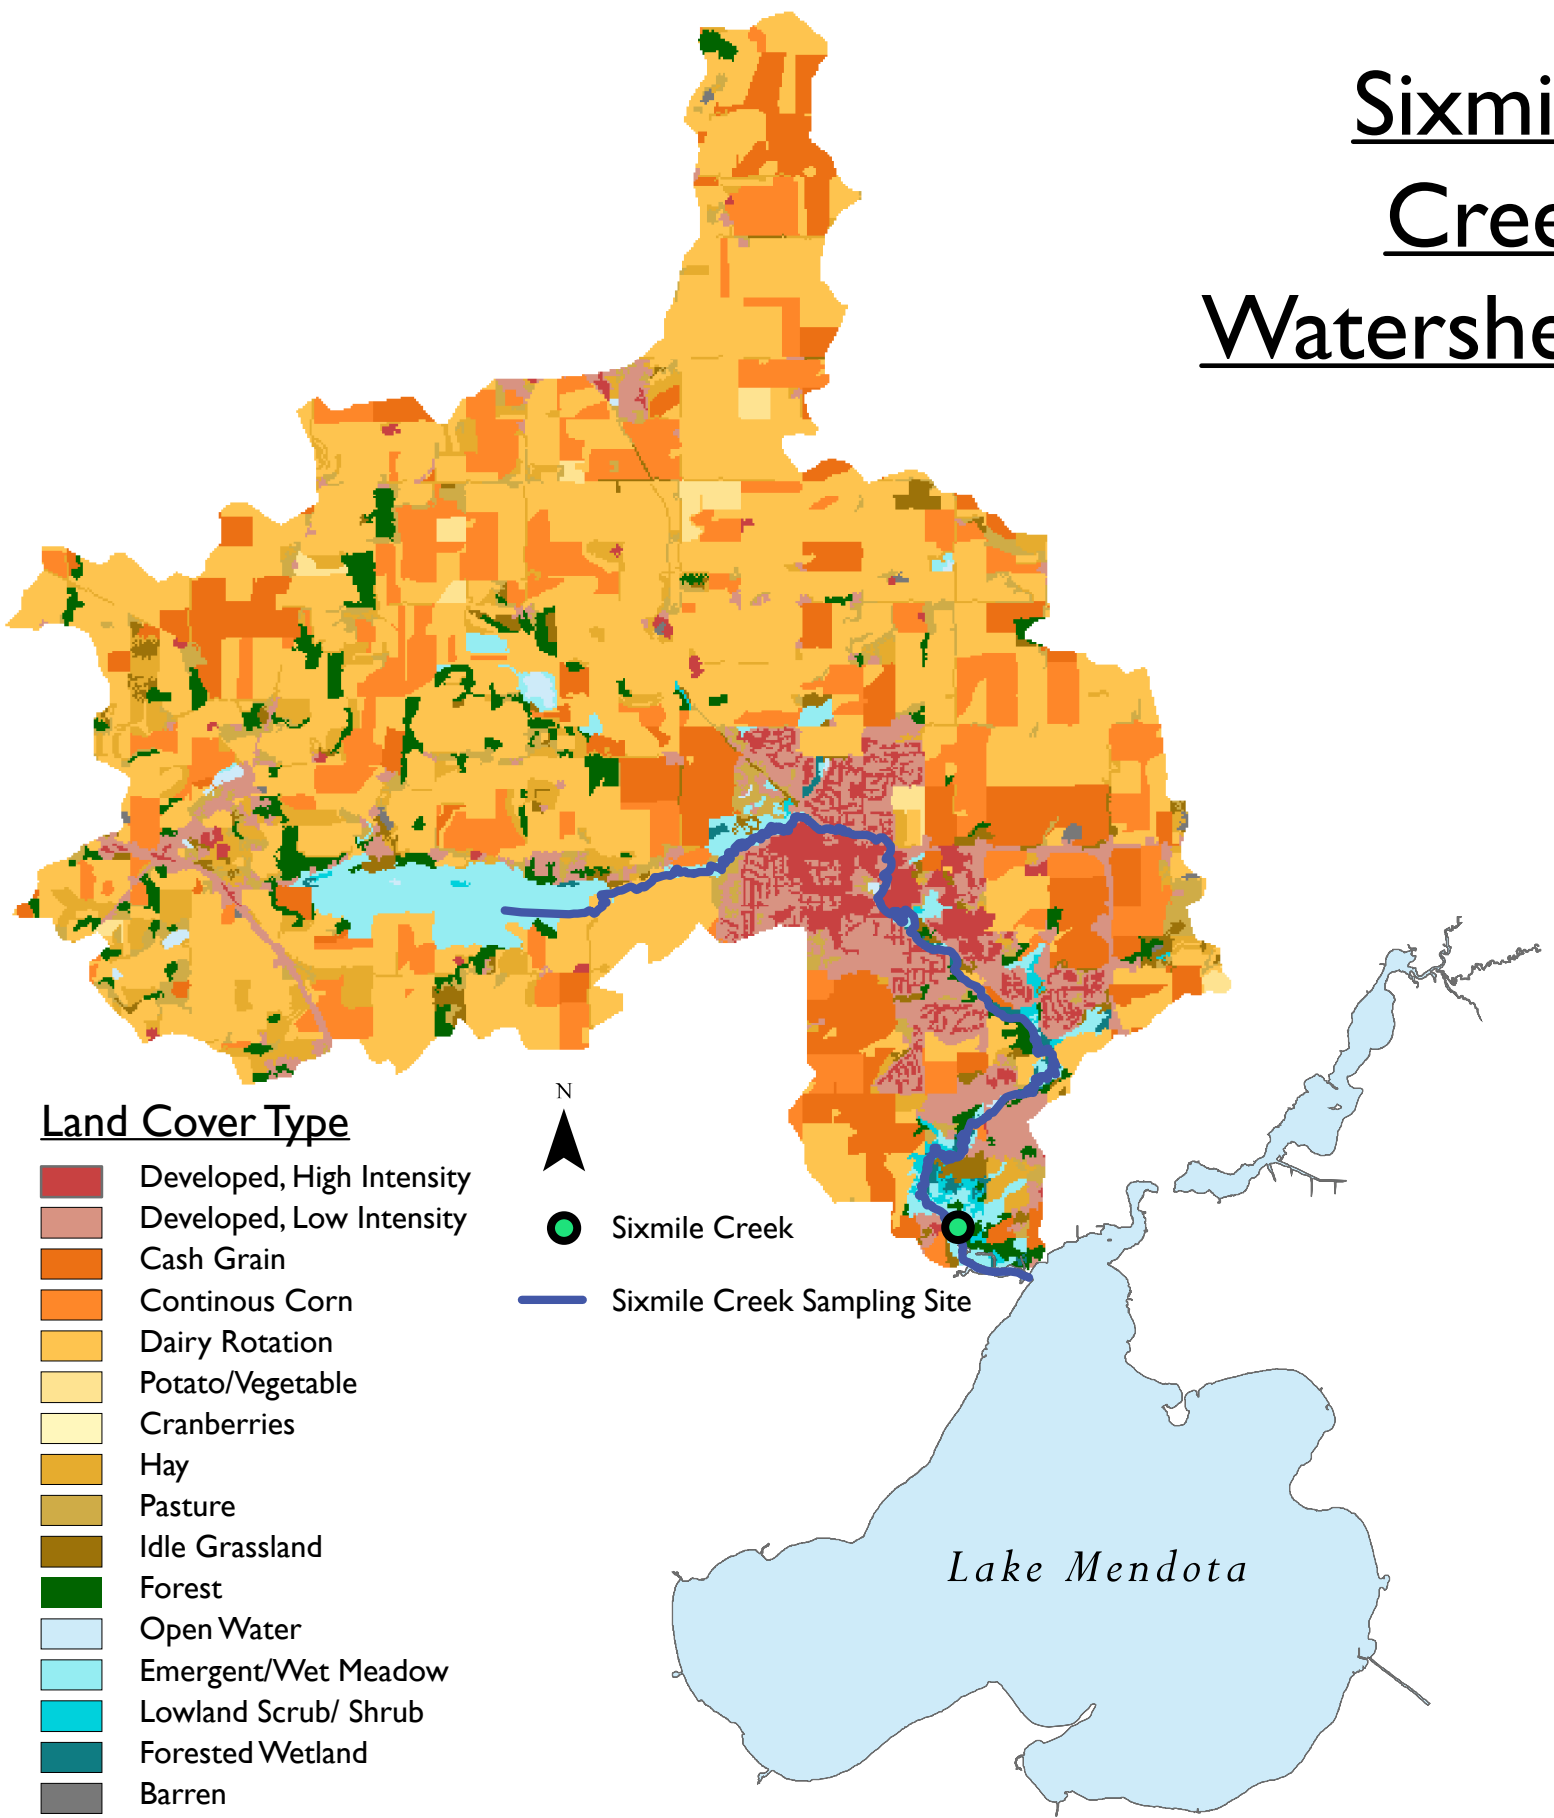 Sixmi
Cree
Watershe
N
Land Cover Type
Developed, High Intensity
Developed, Low Intensity
Cash Grain
Continous Corn
Dairy Rotation
Potato/Vegetable
Cranberries
Hay
Pasture
Idle Grassland
Forest
Open Water
Emergent/Wet Meadow
Lowland Scrub/ Shrub
Forested Wetland
Barren
Sixmile Creek
Sixmile Creek Sampling Site
Lake Mendota